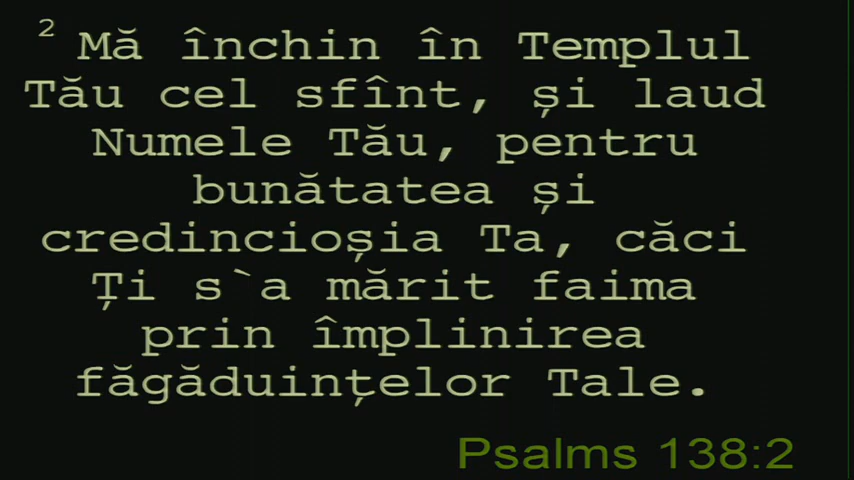 2 Mă închin în Templul
Tău cel sfînt, și laud
Numele Tău, pentru
bunătatea și
credincioșia Ta, căci
Ți s`a mărit faima
prin împlinirea
făgăduințelor Tale.
Psalms 138:2